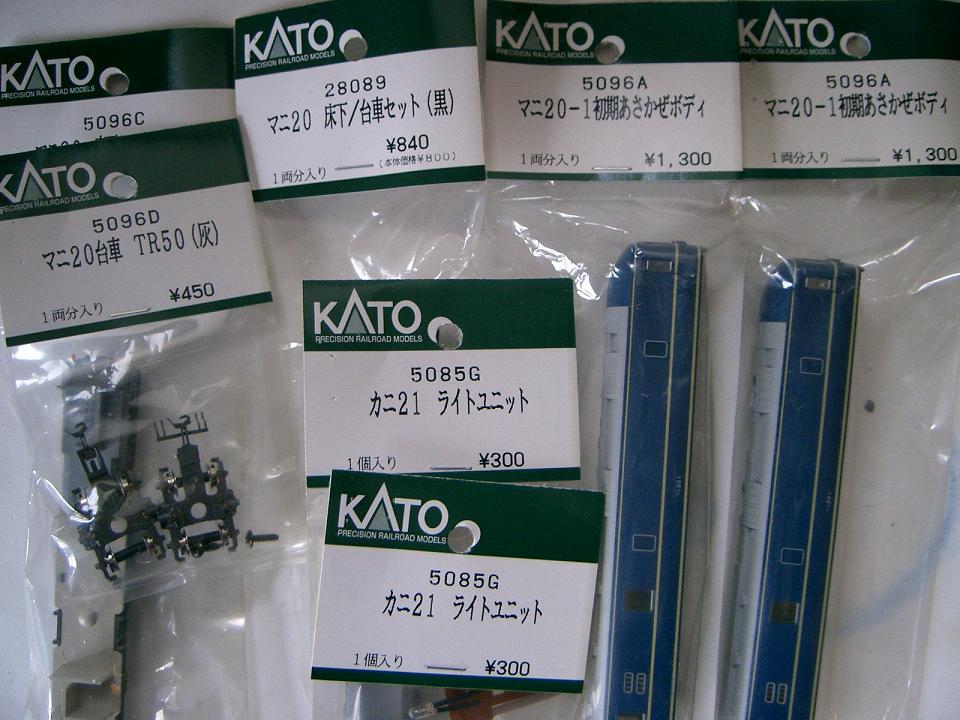 KATO
PRECISION RAILROAD MODELS
5096C
KATO
PRECISION RAILROAD MODELS
5096D
マニ20台車 TR50(灰)
¥450
1両分入り
KATO
PRECISION RAILROAD MODELS
28089
マニ20 床下/台車セット(黒)
¥840
(本体価格¥800)
1両分入り
KATO
PRECISION RAILROAD MODELS
5096A
マニ20-1初期あさかぜボディ
1両分入り
¥1,300
KATO
PRECISION RAILROAD MODELS
5096A
マニ20-1初期あさかぜボディ
1両分入り
¥1,300
KATO
PRECISION RAILROAD MODELS
5085G
カニ21 ライトユニット
1個入り
¥300
KATO
PRECISION RAILROAD MODELS
5085G
カニ21 ライトユニット
1個入り
¥300